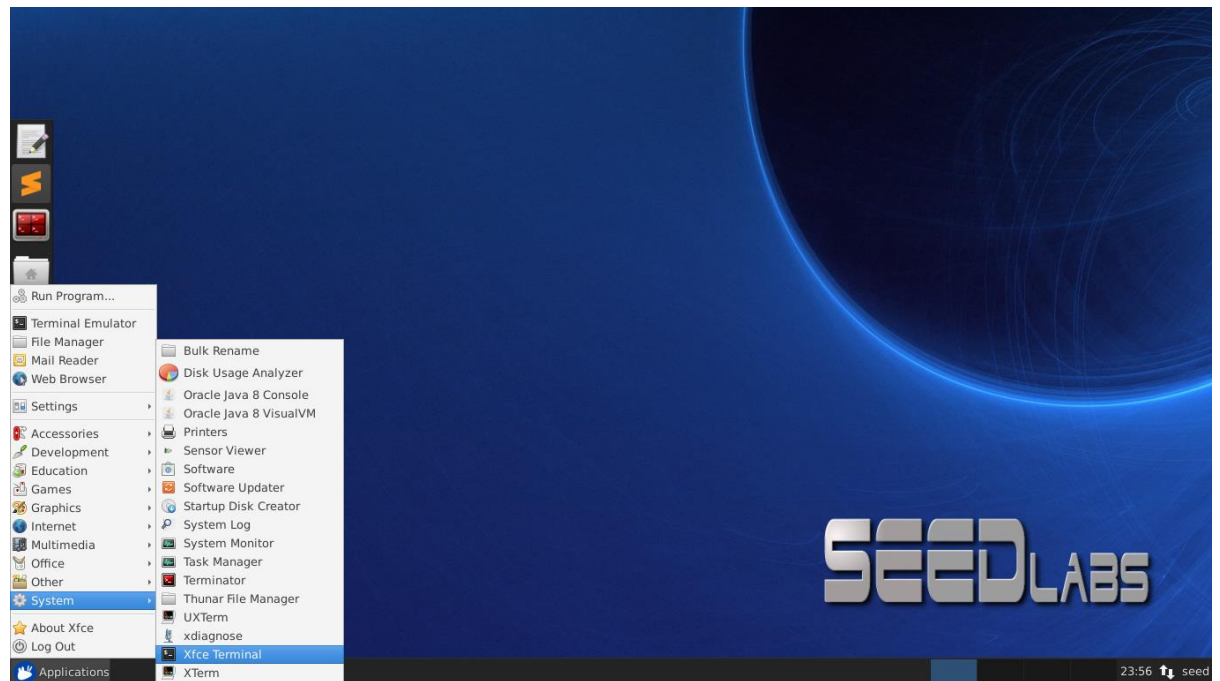 Run Program...
Terminal Emulator
File Manager
Mail Reader
Web Browser
Settings
Accessories
Development
Education
Games
Graphics
Internet
Multimedia
Office
Other
System
About Xfce
Log Out
Bulk Rename
Disk Usage Analyzer
Oracle Java 8 Console
Oracle Java 8 VisualVM
Printers
Sensor Viewer
Software
Software Updater
Startup Disk Creator
System Log
System Monitor
Task Manager
Terminator
Thunar File Manager
UXTerm
xdiagnose
Xfce Terminal
XTerm
SEEDLABS
Applications
23:56 seed